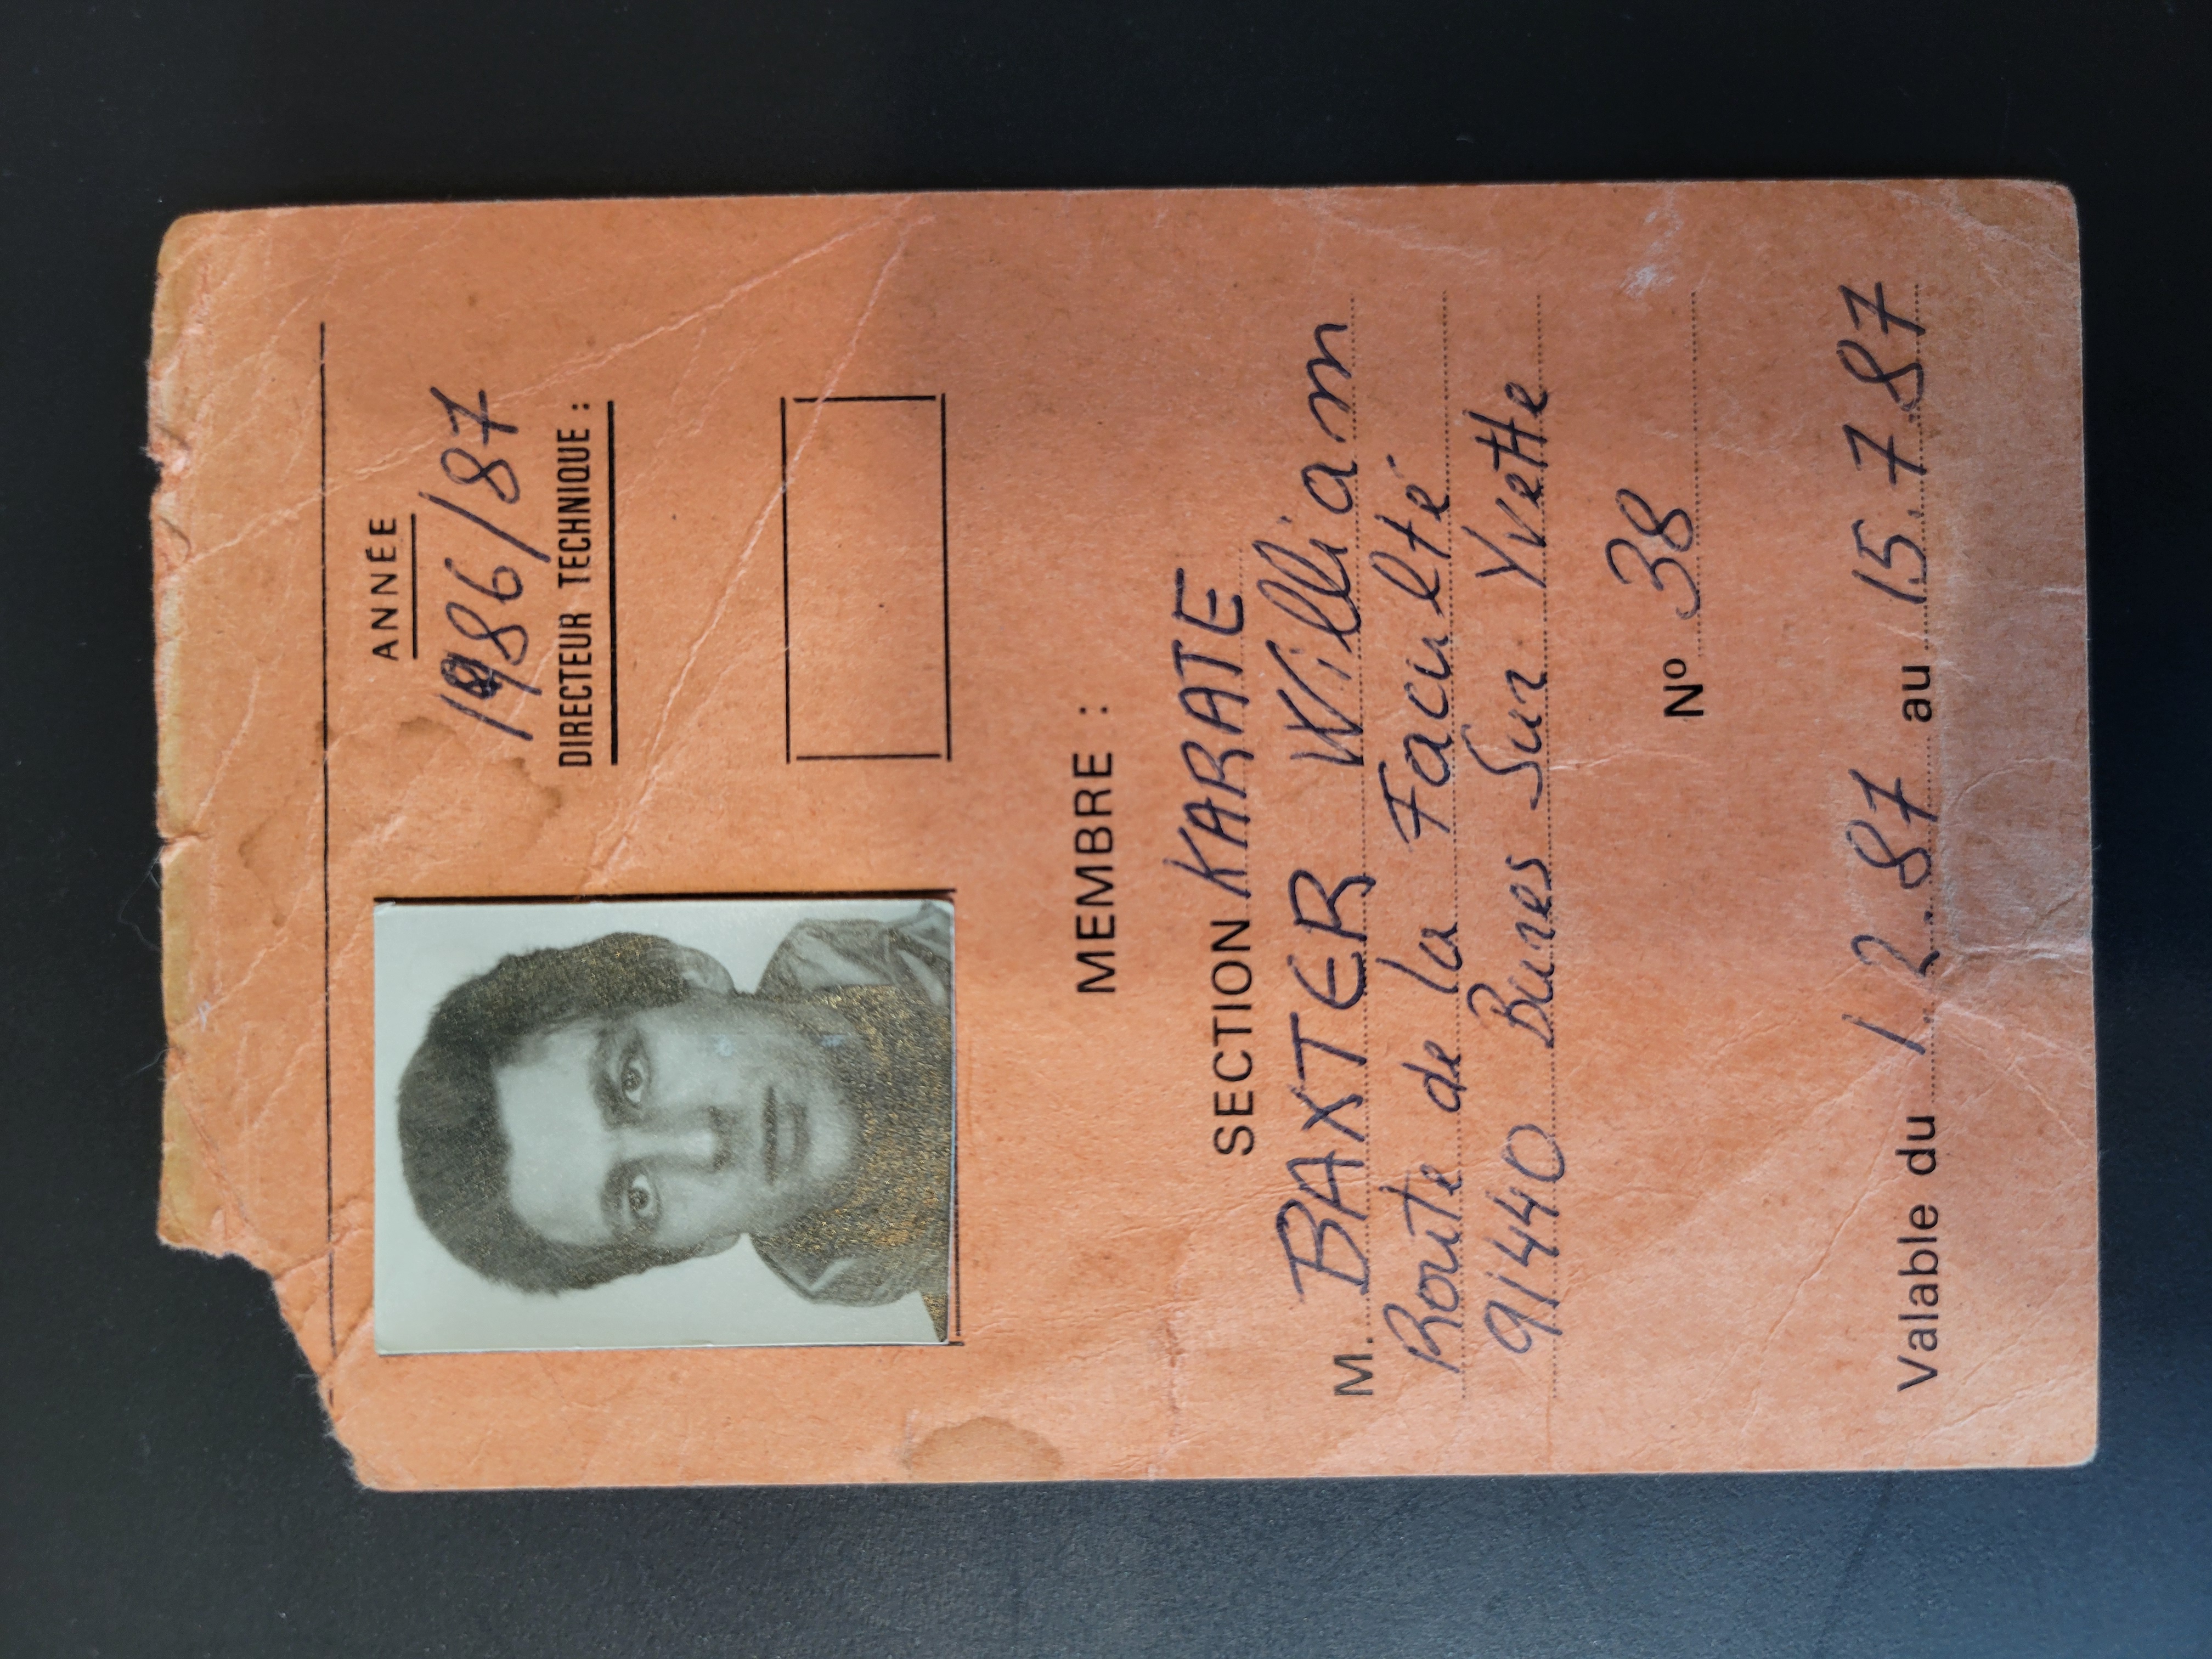 ANNÉE
1986/87
DIRECTEUR TECHNIQUE :
MEMBRE :
SECTION KARATE
M. BAXTER William
Route de la Faculté
91440 Bures Sur Yvette
Nº 38
Valable du 1.2.87 au 15.7.87